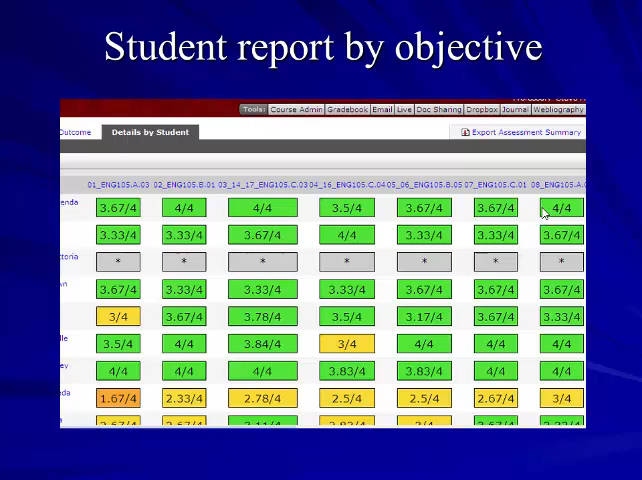 Student report by objective
Tools: Course Admin Gradebook Email Live Doc Sharing Dropbox Journal Webliography
Outcome Details by Student Export Assessment Summary
01_ENG105.A.03 02_ENG105.B.01 03_14_17_ENG105.C.03 04_16_ENG105.C.04 05_06_ENG105.B.05 07_ENG105.C.01 08_ENG105.A.0
enda 3.67/4 4/4 4/4 3.5/4 3.67/4 3.67/4 4/4
3.33/4 3.33/4 3.67/4 4/4 3.33/4 3.33/4 3.67/4
ctoria * * * * * * *
wn 3.67/4 3.33/4 3.33/4 3.33/4 3.67/4 3.67/4 3.67/4
3/4 3.67/4 3.78/4 3.5/4 3.17/4 3.67/4 3.33/4
lle 3.5/4 4/4 3.84/4 3/4 4/4 4/4 4/4
ley 4/4 4/4 4/4 3.83/4 3.83/4 4/4 4/4
da 1.67/4 2.33/4 2.78/4 2.5/4 2.5/4 2.67/4 3/4